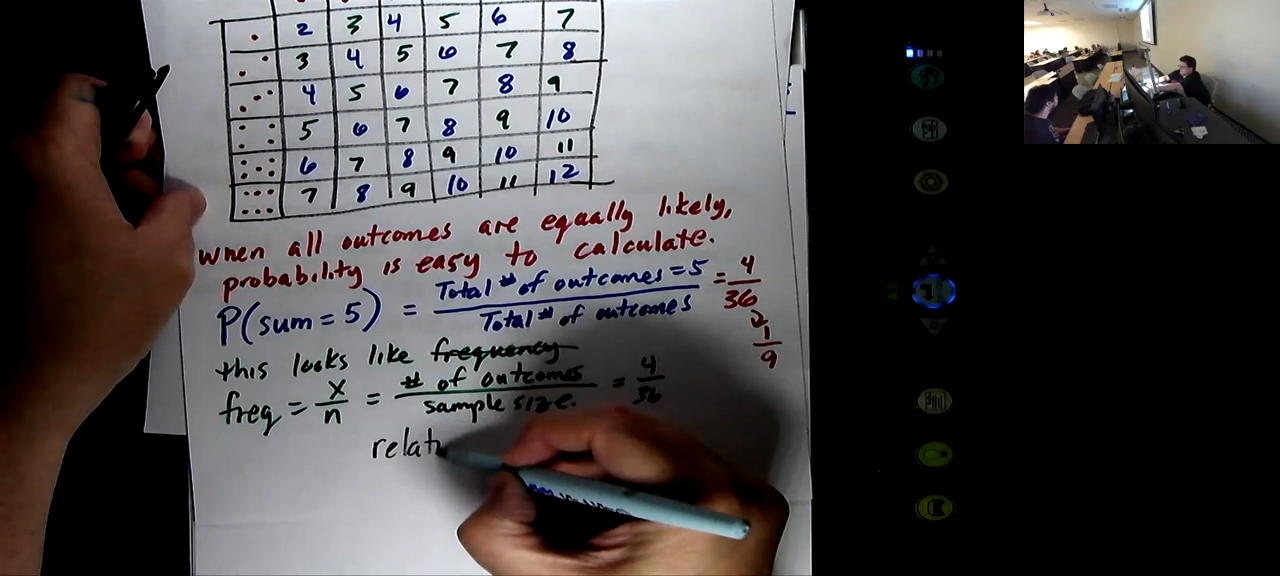 2 3 4 5 6 7
3 4 5 6 7 8
4 5 6 7 8 9
5 6 7 8 9 10
6 7 8 9 10 11
7 8 9 10 11 12
When all outcomes are equally likely,
probability is easy to calculate.
P(sum = 5) = Total # of outcomes = 5 / Total # of outcomes = 4/36
1/9
this looks like frequency
freq = x/n = # of outcomes / sample size. = 4/36
relat